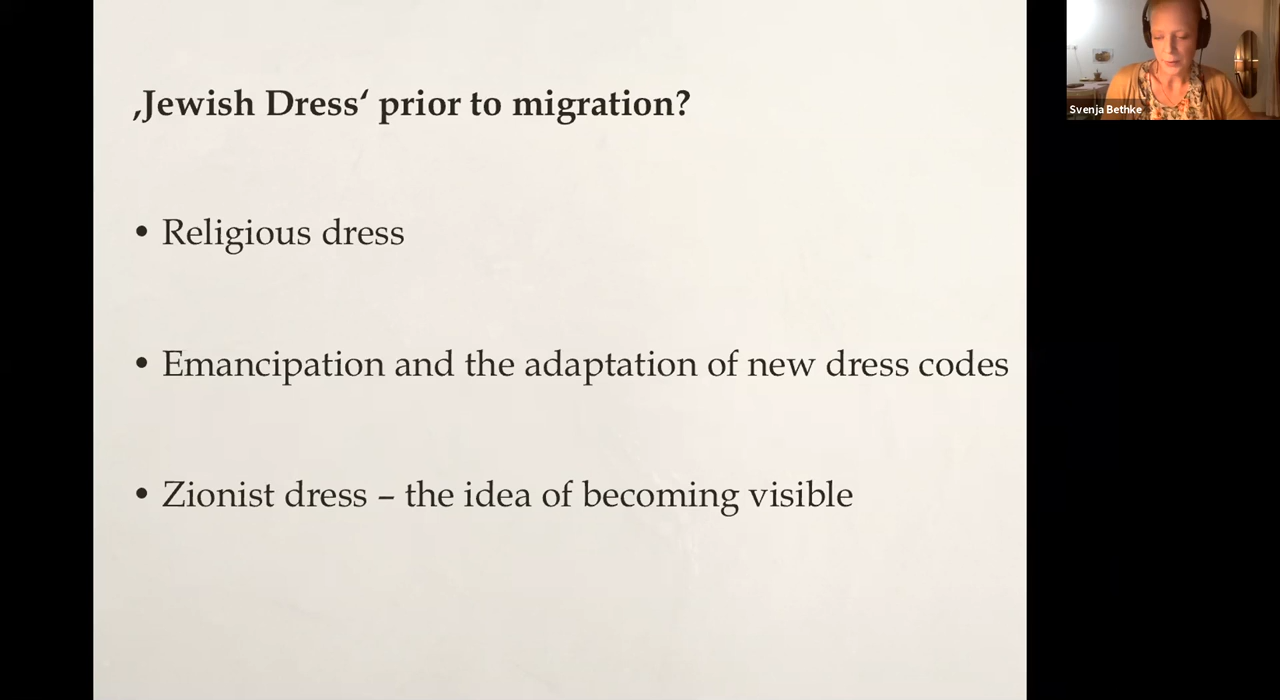 ‚Jewish Dress‘ prior to migration?
• Religious dress
• Emancipation and the adaptation of new dress codes
• Zionist dress – the idea of becoming visible
Svenja Bethke